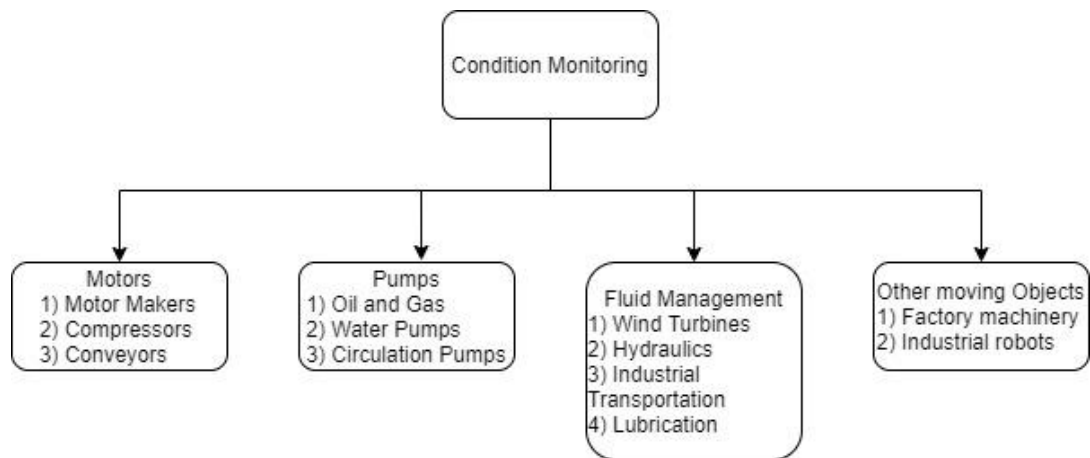 Condition Monitoring
Motors
1) Motor Makers
2) Compressors
3) Conveyors
Pumps
1) Oil and Gas
2) Water Pumps
3) Circulation Pumps
Fluid Management
1) Wind Turbines
2) Hydraulics
3) Industrial
Transportation
4) Lubrication
Other moving Objects
1) Factory machinery
2) Industrial robots